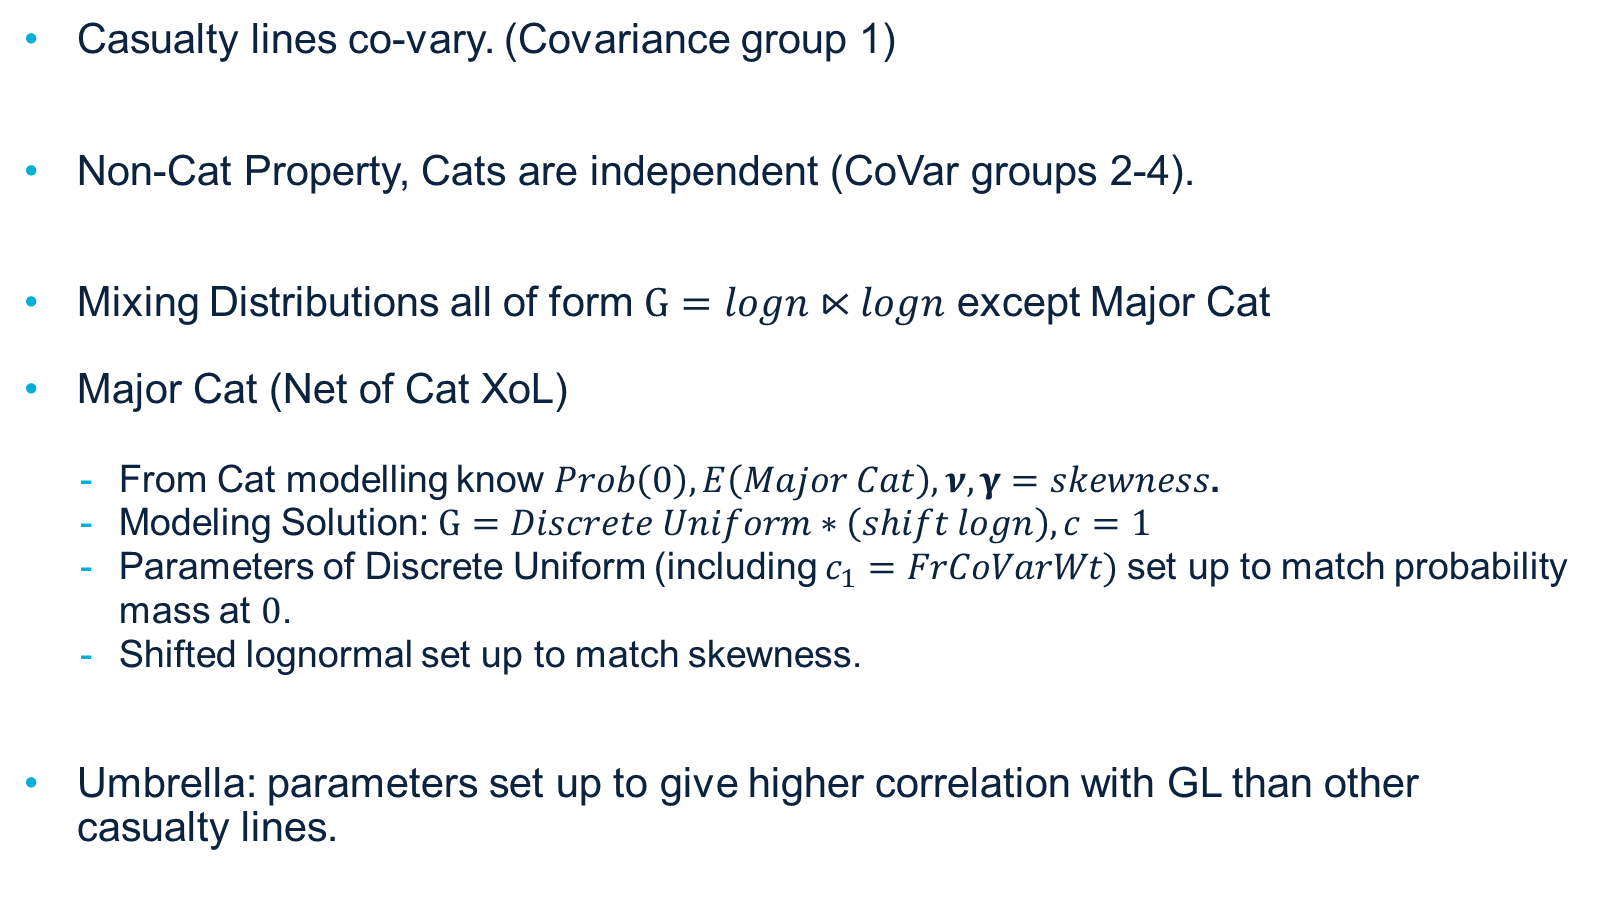 • Casualty lines co-vary. (Covariance group 1)
• Non-Cat Property, Cats are independent (CoVar groups 2-4).
• Mixing Distributions all of form G = logn ⋉ logn except Major Cat
• Major Cat (Net of Cat XoL)
- From Cat modelling know Prob(0), E(Major Cat), 𝛎, 𝛄 = skewness.
- Modeling Solution: G = Discrete Uniform ∗ (shift logn), c = 1
- Parameters of Discrete Uniform (including c₁ = FrCoVarWt) set up to match probability
mass at 0.
- Shifted lognormal set up to match skewness.
• Umbrella: parameters set up to give higher correlation with GL than other
casualty lines.